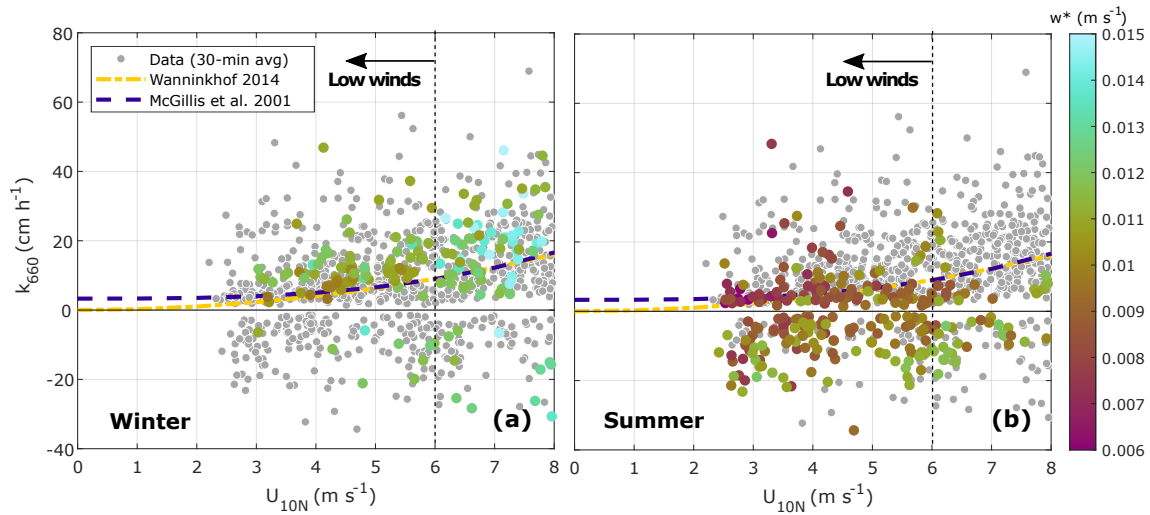 w* (m s⁻¹)
80
60
40
20
0
-20
-40
k₆₆₀ (cm h⁻¹)
Data (30-min avg)
Wanninkhof 2014
McGillis et al. 2001
Low winds
Winter
(a)
0 1 2 3 4 5 6 7 8
U₁₀N (m s⁻¹)
Low winds
Summer
(b)
0 1 2 3 4 5 6 7 8
U₁₀N (m s⁻¹)
0.015
0.014
0.013
0.012
0.011
0.010
0.009
0.008
0.007
0.006